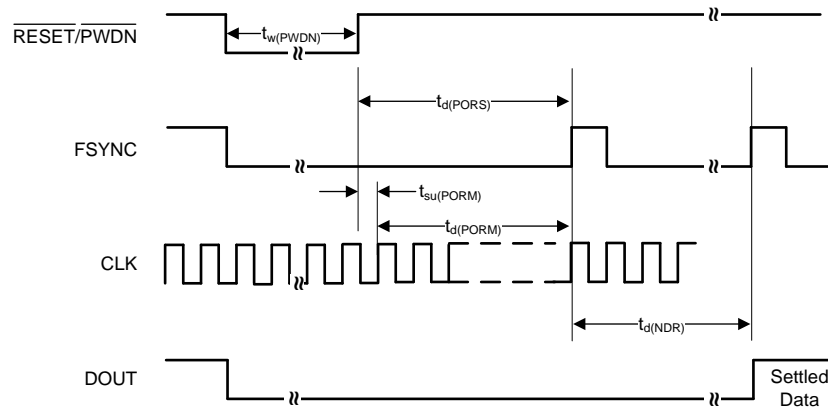 RESET/PWDN
tw(PWDN)
td(PORS)
FSYNC
tsu(PORM)
td(PORM)
CLK
td(NDR)
DOUT
Settled
Data